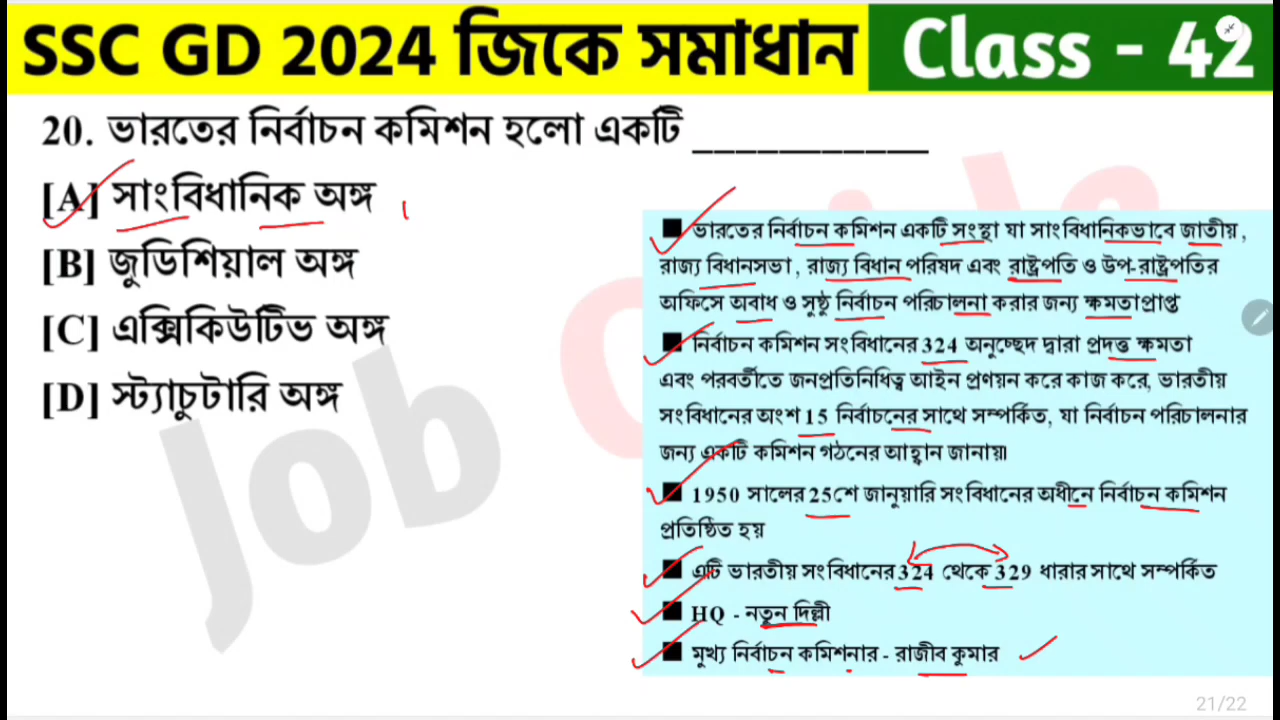 SSC GD 2024 জিকে সমাধান Class - 42
20. ভারতের নির্বাচন কমিশন হলো একটি ____________
[A] সাংবিধানিক অঙ্গ
[B] জুডিশিয়াল অঙ্গ
[C] এক্সিকিউটিভ অঙ্গ
[D] স্ট্যাচুটারি অঙ্গ
■ ভারতের নির্বাচন কমিশন একটি সংস্থা যা সাংবিধানিকভাবে জাতীয়,
রাজ্য বিধানসভা, রাজ্য বিধান পরিষদ এবং রাষ্ট্রপতি ও উপ-রাষ্ট্রপতির
অফিসে অবাধ ও সুষ্ঠু নির্বাচন পরিচালনা করার জন্য ক্ষমতাপ্রাপ্ত
■ নির্বাচন কমিশন সংবিধানের 324 অনুচ্ছেদ দ্বারা প্রদত্ত ক্ষমতা
এবং পরবর্তীতে জনপ্রতিনিধিত্ব আইন প্রণয়ন করে কাজ করে, ভারতীয়
সংবিধানের অংশ 15 নির্বাচনের সাথে সম্পর্কিত, যা নির্বাচন পরিচালনার
জন্য একটি কমিশন গঠনের আহ্বান জানায়।
■ 1950 সালের 25শে জানুয়ারি সংবিধানের অধীনে নির্বাচন কমিশন
প্রতিষ্ঠিত হয়
■ এটি ভারতীয় সংবিধানের 324 থেকে 329 ধারার সাথে সম্পর্কিত
■ HQ - নতুন দিল্লী
■ মুখ্য নির্বাচন কমিশনার - রাজীব কুমার
Job
21/22